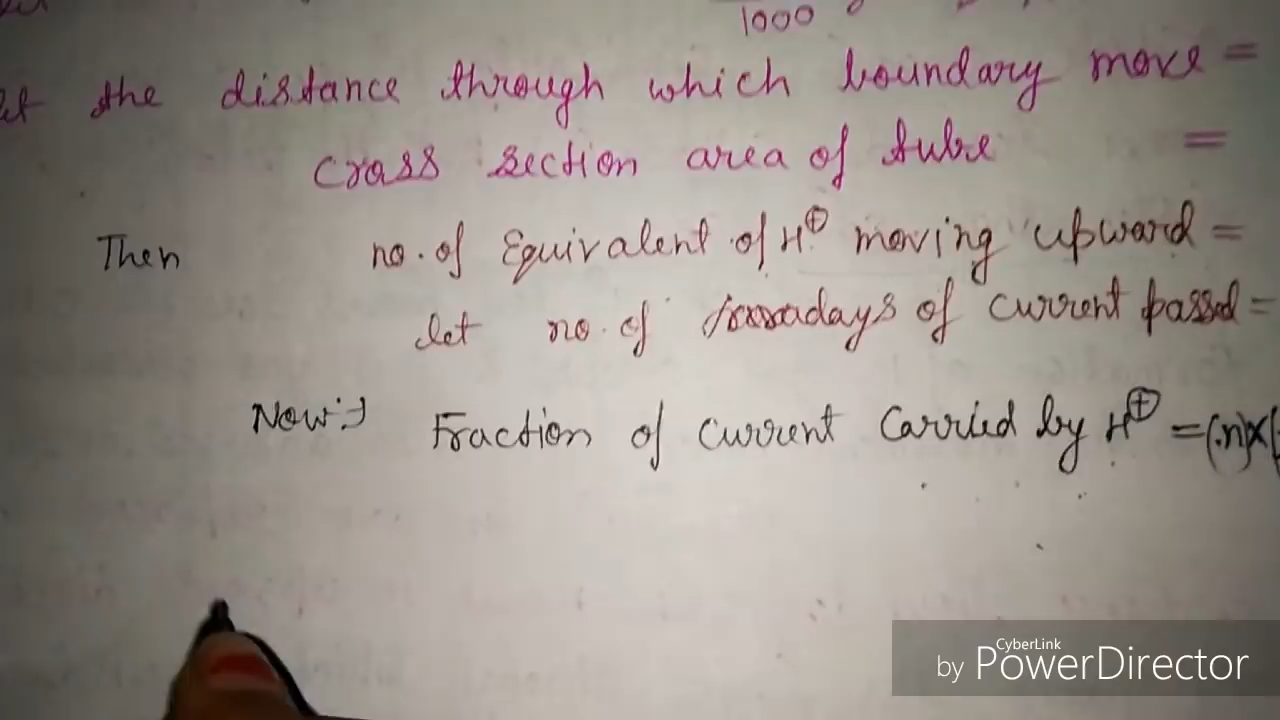 1000
the distance through which boundary move =
cross section area of tube =
Then no. of Equivalent of H⊕ moving upward =
let no. of faradays of current passed =
Now:⇒ Fraction of current carried by H⊕ = (n)×(
CyberLink
by PowerDirector